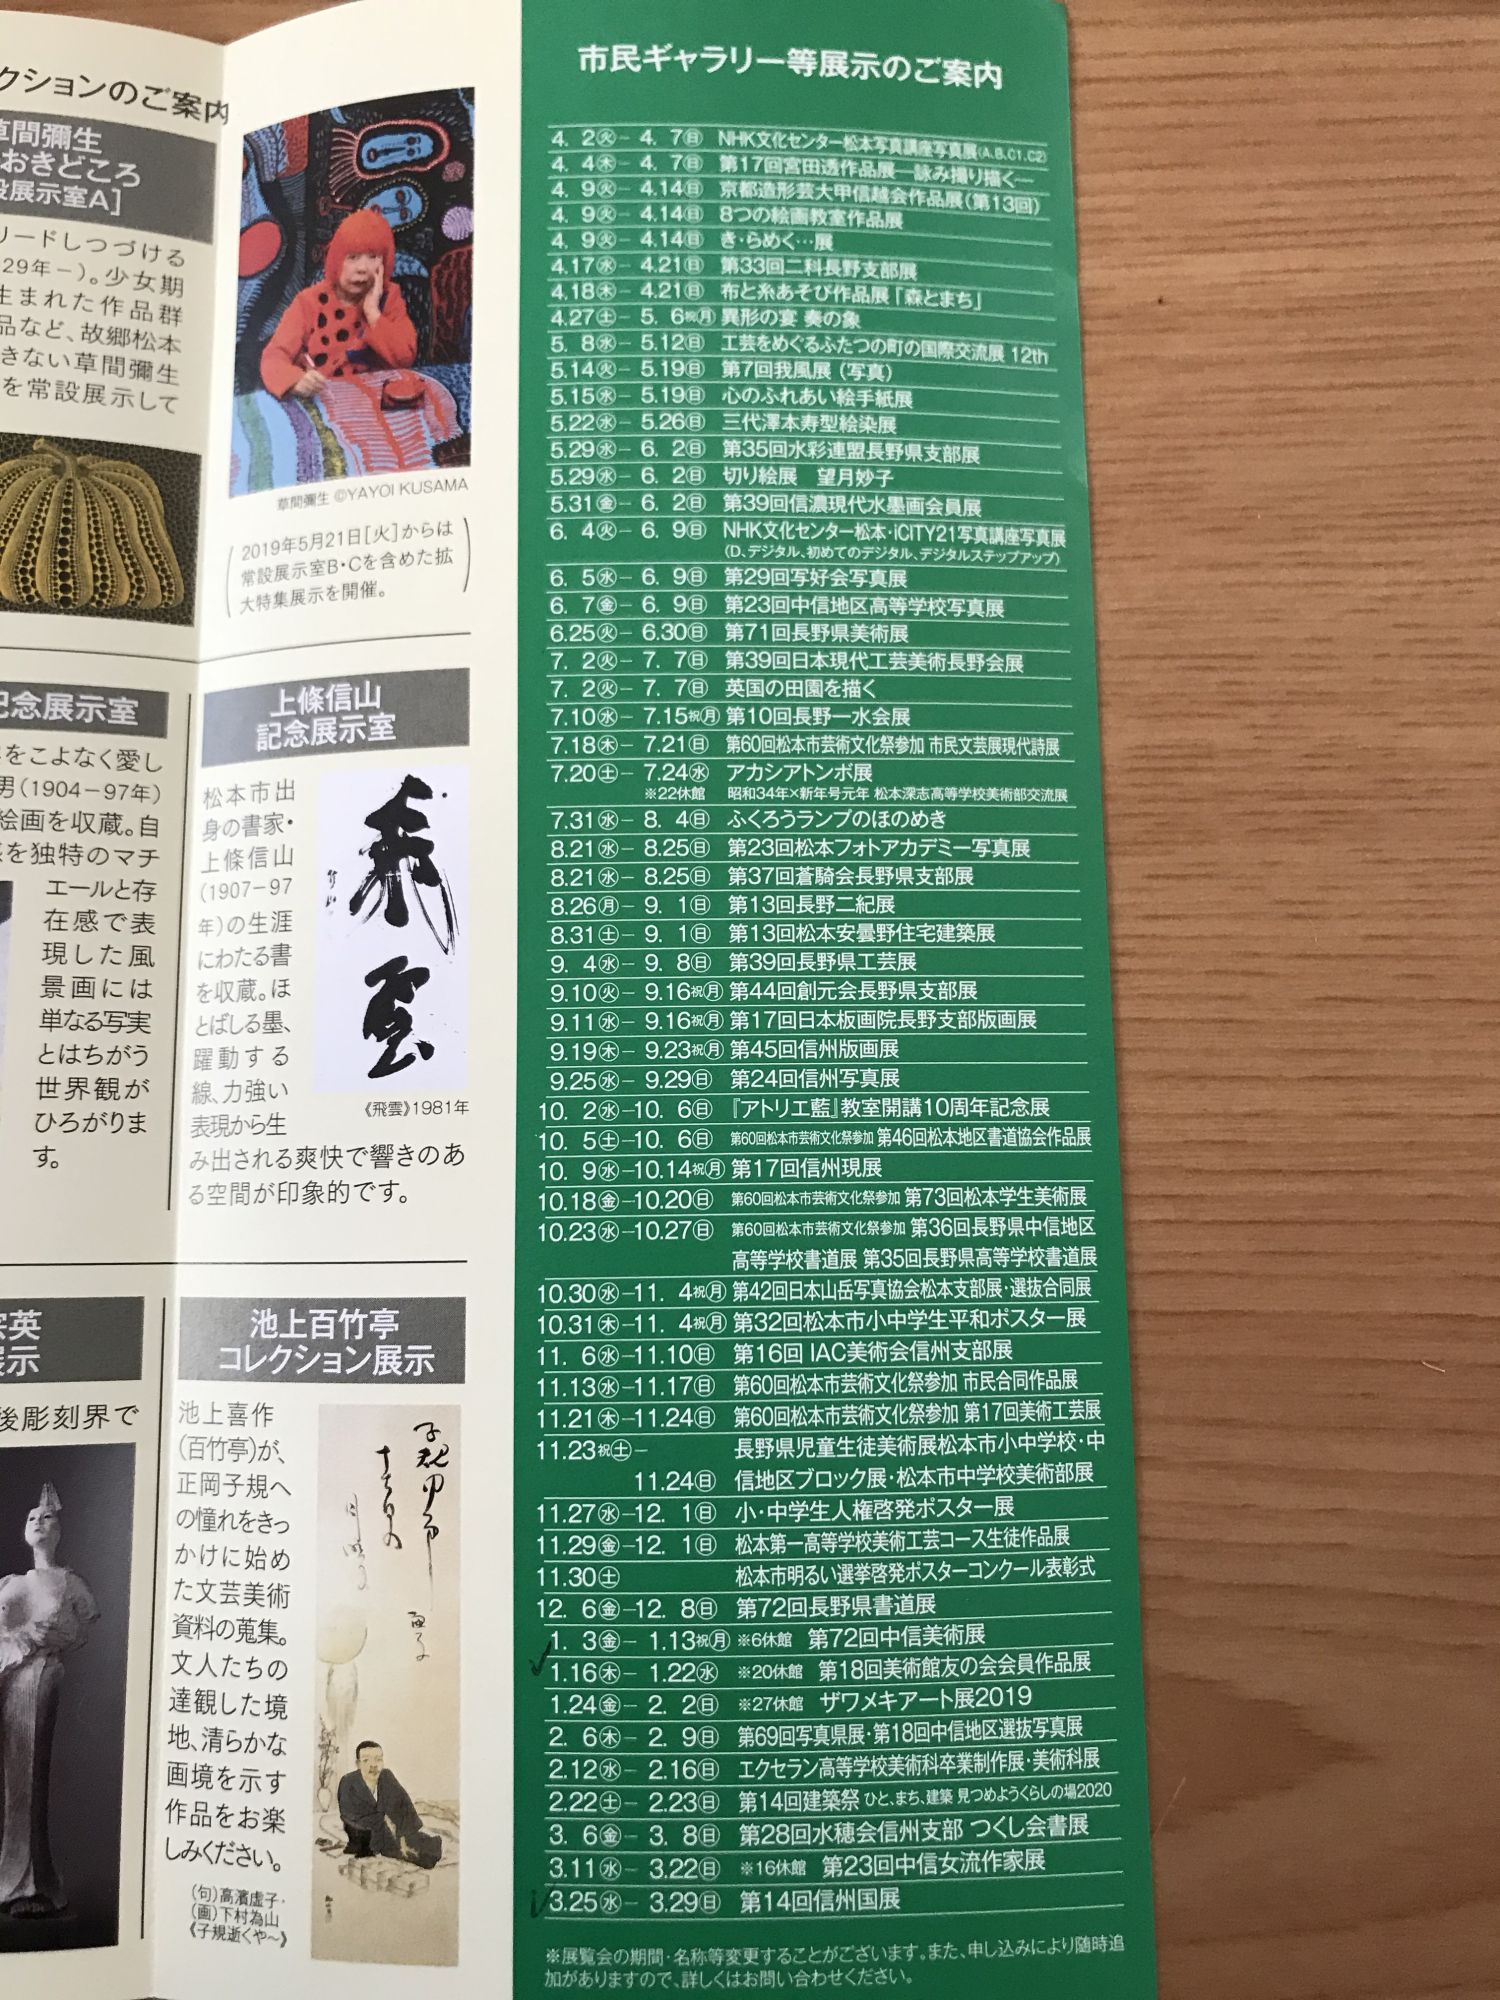 クションのご案内
草間彌生
おきどころ
展示室A]
リードしつづける
29年－)。少女期
生まれた作品群
品など、故郷松本
きない草間彌生
を常設展示して
草間彌生 ©YAYOI KUSAMA
2019年5月21日[火]からは
常設展示室B・Cを含めた拡
大特集展示を開催。
記念展示室
をこよなく愛し
男(1904－97年)
絵画を収蔵。自
を独特のマチ
エールと存
在感で表
現した風
景画には
単なる写実
とはちがう
世界観が
ひろがりま
す。
上條信山
記念展示室
松本市出
身の書家・
上條信山
(1907－97
年)の生涯
にわたる書
を収蔵。ほ
とばしる墨、
躍動する
線、力強い
表現から生
み出される爽快で響きのあ
る空間が印象的です。
飛雲
《飛雲》1981年
宗英
展示
後彫刻界で
池上百竹亭
コレクション展示
池上喜作
(百竹亭)が、
正岡子規へ
の憧れをきっ
かけに始め
た文芸美術
資料の蒐集。
文人たちの
達観した境
地、清らかな
画境を示す
作品をお楽
しみください。
(句)高濱虚子・
(画)下村為山
《子規逝くや～》
市民ギャラリー等展示のご案内
4. 2㊋－ 4. 7㊐ NHK文化センター松本写真講座写真展(A,B,C1,C2)
4. 4㊍－ 4. 7㊐ 第17回宮田透作品展―詠み撮り描く―
4. 9㊋－ 4.14㊐ 京都造形芸大甲信越会作品展(第13回)
4. 9㊋－ 4.14㊐ 8つの絵画教室作品展
4. 9㊋－ 4.14㊐ き・らめく…展
4.17㊌－ 4.21㊐ 第33回二科長野支部展
4.18㊍－ 4.21㊐ 布と糸あそび作品展「森とまち」
4.27㊏－ 5. 6㊗㊊ 異形の宴 奏の象
5. 8㊌－ 5.12㊐ 工芸をめぐるふたつの町の国際交流展 12th
5.14㊋－ 5.19㊐ 第7回我風展 (写真)
5.15㊌－ 5.19㊐ 心のふれあい絵手紙展
5.22㊌－ 5.26㊐ 三代澤本寿型絵染展
5.29㊌－ 6. 2㊐ 第35回水彩連盟長野県支部展
5.29㊌－ 6. 2㊐ 切り絵展　望月妙子
5.31㊎－ 6. 2㊐ 第39回信濃現代水墨画会員展
6. 4㊋－ 6. 9㊐ NHK文化センター松本・iCITY21写真講座写真展
(D、デジタル、初めてのデジタル、デジタルステップアップ)
6. 5㊌－ 6. 9㊐ 第29回写好会写真展
6. 7㊎－ 6. 9㊐ 第23回中信地区高等学校写真展
6.25㊋－ 6.30㊐ 第71回長野県美術展
7. 2㊋－ 7. 7㊐ 第39回日本現代工芸美術長野会展
7. 2㊋－ 7. 7㊐ 英国の田園を描く
7.10㊌－ 7.15㊗㊊ 第10回長野一水会展
7.18㊍－ 7.21㊐ 第60回松本市芸術文化祭参加 市民文芸展現代詩展
7.20㊏－ 7.24㊌ アカシアトンボ展
※22休館 昭和34年×新年号元年 松本深志高等学校美術部交流展
7.31㊌－ 8. 4㊐ ふくろうランプのほのめき
8.21㊌－ 8.25㊐ 第23回松本フォトアカデミー写真展
8.21㊌－ 8.25㊐ 第37回蒼騎会長野県支部展
8.26㊊－ 9. 1㊐ 第13回長野二紀展
8.31㊏－ 9. 1㊐ 第13回松本安曇野住宅建築展
9. 4㊌－ 9. 8㊐ 第39回長野県工芸展
9.10㊋－ 9.16㊗㊊ 第44回創元会長野県支部展
9.11㊌－ 9.16㊗㊊ 第17回日本板画院長野支部版画展
9.19㊍－ 9.23㊗㊊ 第45回信州版画展
9.25㊌－ 9.29㊐ 第24回信州写真展
10. 2㊌－10. 6㊐ 『アトリエ藍』教室開講10周年記念展
10. 5㊏－10. 6㊐ 第60回松本市芸術文化祭参加 第46回松本地区書道協会作品展
10. 9㊌－10.14㊗㊊ 第17回信州現展
10.18㊎－10.20㊐ 第60回松本市芸術文化祭参加 第73回松本学生美術展
10.23㊌－10.27㊐ 第60回松本市芸術文化祭参加 第36回長野県中信地区
高等学校書道展 第35回長野県高等学校書道展
10.30㊌－11. 4㊗㊊ 第42回日本山岳写真協会松本支部展・選抜合同展
10.31㊍－11. 4㊗㊊ 第32回松本市小中学生平和ポスター展
11. 6㊌－11.10㊐ 第16回 IAC美術会信州支部展
11.13㊌－11.17㊐ 第60回松本市芸術文化祭参加 市民合同作品展
11.21㊍－11.24㊐ 第60回松本市芸術文化祭参加 第17回美術工芸展
11.23㊗㊏－ 長野県児童生徒美術展松本市小中学校・中
11.24㊐ 信地区ブロック展・松本市中学校美術部展
11.27㊌－12. 1㊐ 小・中学生人権啓発ポスター展
11.29㊎－12. 1㊐ 松本第一高等学校美術工芸コース生徒作品展
11.30㊏ 松本市明るい選挙啓発ポスターコンクール表彰式
12. 6㊎－12. 8㊐ 第72回長野県書道展
1. 3㊎－ 1.13㊗㊊ ※6休館 第72回中信美術展
1.16㊍－ 1.22㊌ ※20休館 第18回美術館友の会会員作品展
1.24㊎－ 2. 2㊐ ※27休館 ザワメキアート展2019
2. 6㊍－ 2. 9㊐ 第69回写真県展・第18回中信地区選抜写真展
2.12㊌－ 2.16㊐ エクセラン高等学校美術科卒業制作展・美術科展
2.22㊏－ 2.23㊐ 第14回建築祭 ひと、まち、建築 見つめようくらしの場2020
3. 6㊎－ 3. 8㊐ 第28回水穂会信州支部 つくし会書展
3.11㊌－ 3.22㊐ ※16休館 第23回中信女流作家展
3.25㊌－ 3.29㊐ 第14回信州国展
※展覧会の期間・名称等変更することがございます。また、申し込みにより随時追
加がありますので、詳しくはお問い合わせください。